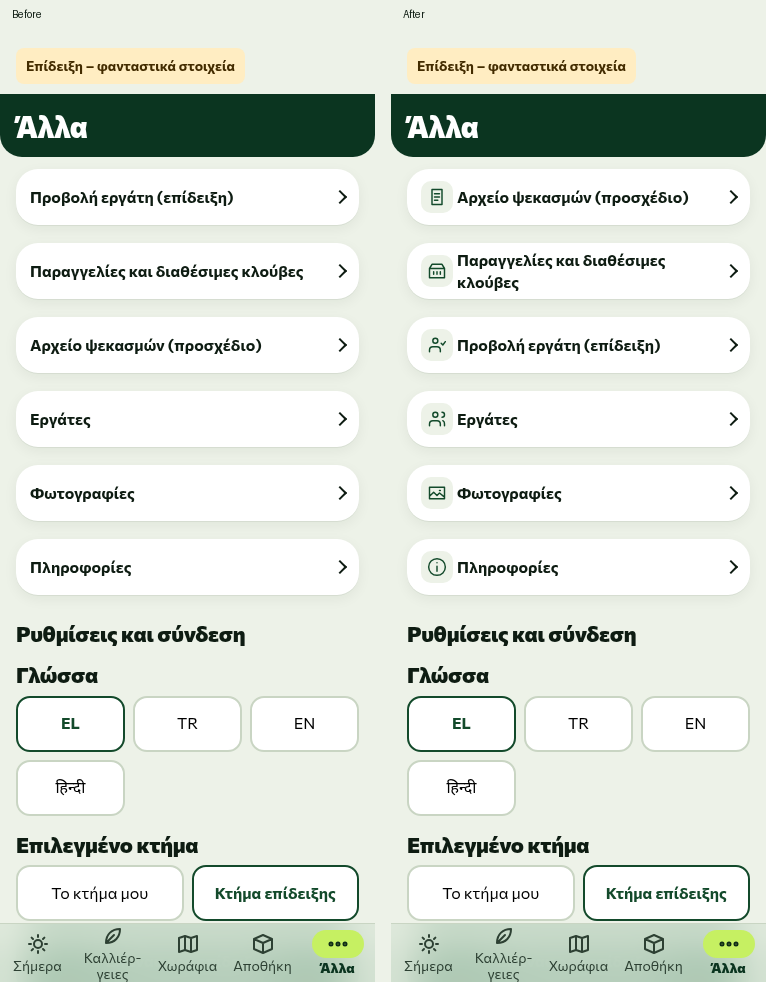 Before
Επίδειξη – φανταστικά στοιχεία
Άλλα
Προβολή εργάτη (επίδειξη)
Παραγγελίες και διαθέσιμες κλούβες
Αρχείο ψεκασμών (προσχέδιο)
Εργάτες
Φωτογραφίες
Πληροφορίες
Ρυθμίσεις και σύνδεση
Γλώσσα
EL
TR
EN
हिन्दी
Επιλεγμένο κτήμα
Το κτήμα μου
Κτήμα επίδειξης
Σήμερα
Καλλιέρ-
γειες
Χωράφια
Αποθήκη
Άλλα
After
Επίδειξη – φανταστικά στοιχεία
Άλλα
Αρχείο ψεκασμών (προσχέδιο)
Παραγγελίες και διαθέσιμες
κλούβες
Προβολή εργάτη (επίδειξη)
Εργάτες
Φωτογραφίες
Πληροφορίες
Ρυθμίσεις και σύνδεση
Γλώσσα
EL
TR
EN
हिन्दी
Επιλεγμένο κτήμα
Το κτήμα μου
Κτήμα επίδειξης
Σήμερα
Καλλιέρ-
γειες
Χωράφια
Αποθήκη
Άλλα